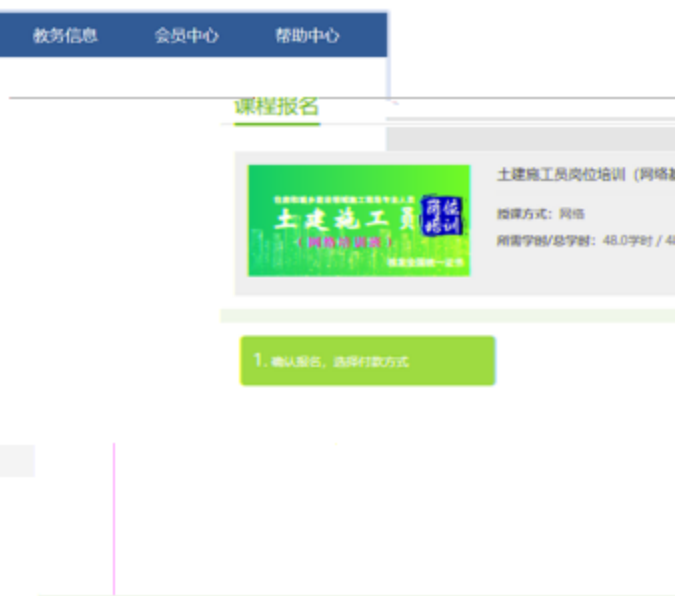 教务信息 会员中心 帮助中心
课程报名
土建施工员岗位培训（网络
授课方式：网络
所需学时/总学时：48.0学时 / 4
土建施工员 岗位培训
（网络培训班）
1. 确认报名，选择付款方式